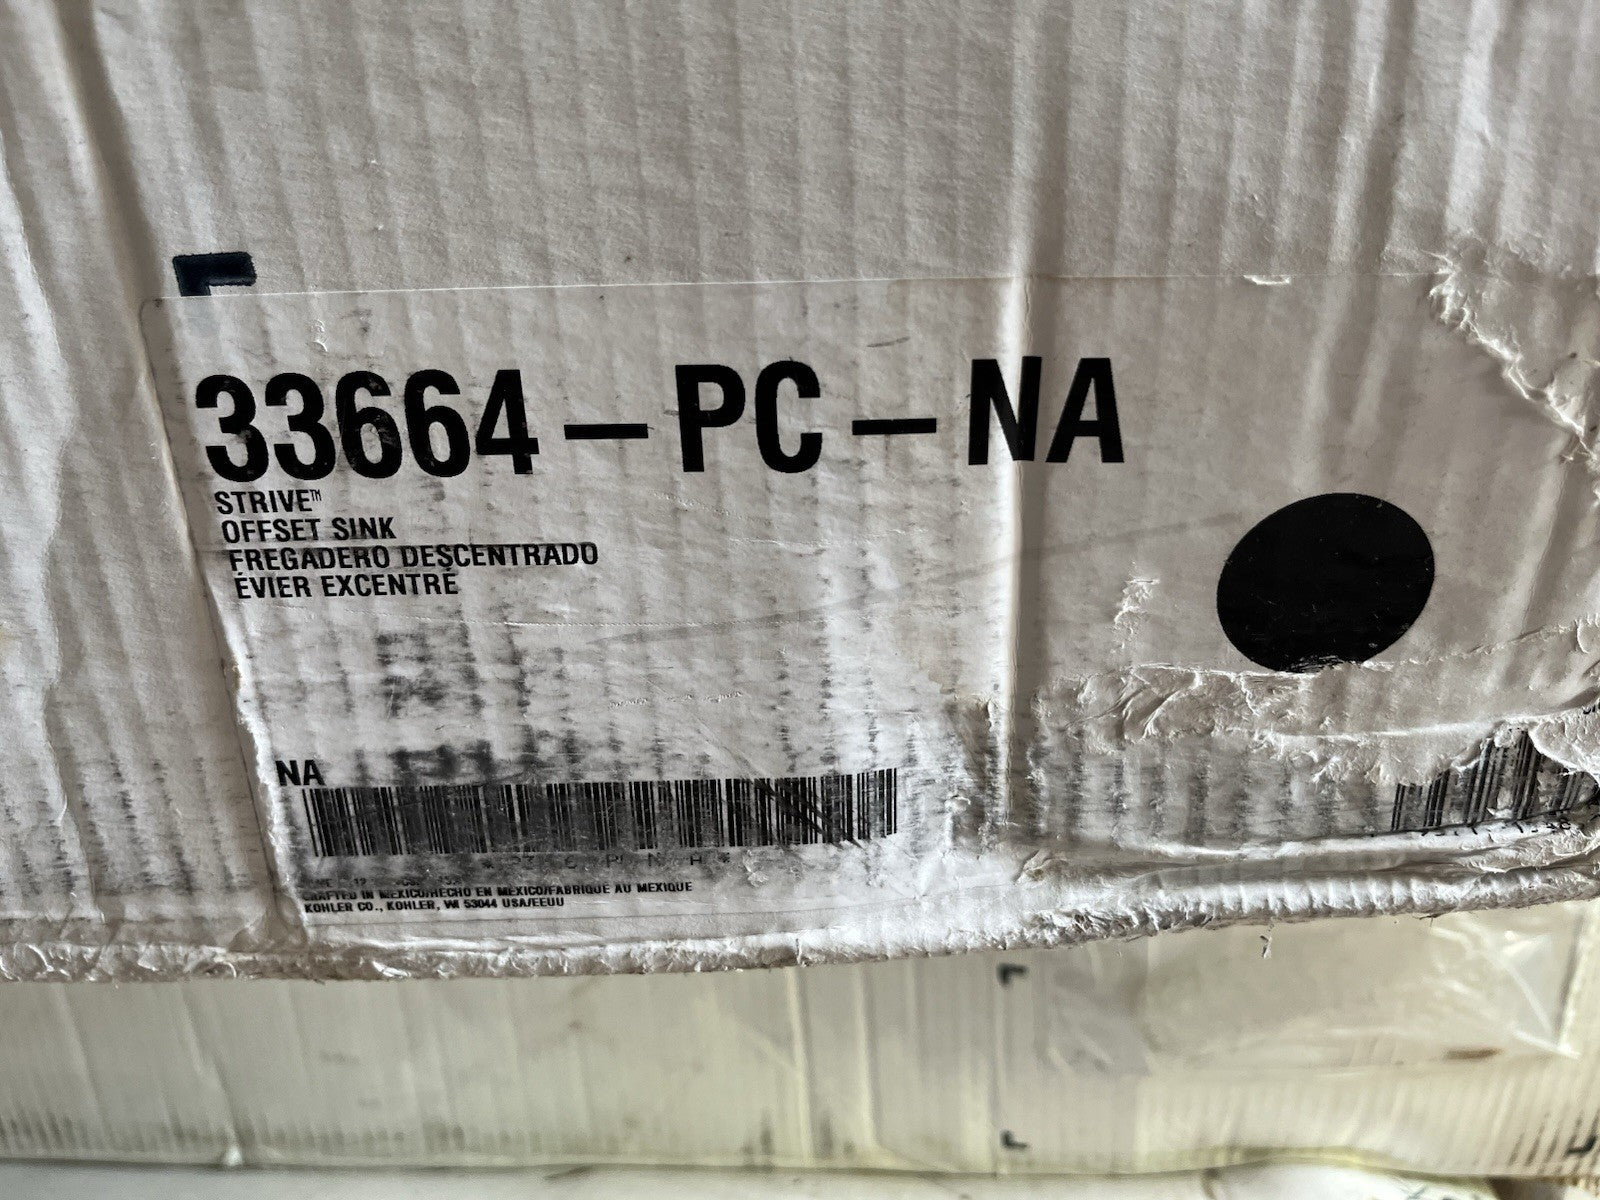 33664-PC-NA
STRIVE™
OFFSET SINK
FREGADERO DESCENTRADO
ÉVIER EXCENTRÉ
NA
CRAFTED IN MEXICO/HECHO EN MEXICO/FABRIQUÉ AU MEXIQUE
KOHLER CO., KOHLER, WI 53044 USA/EEUU